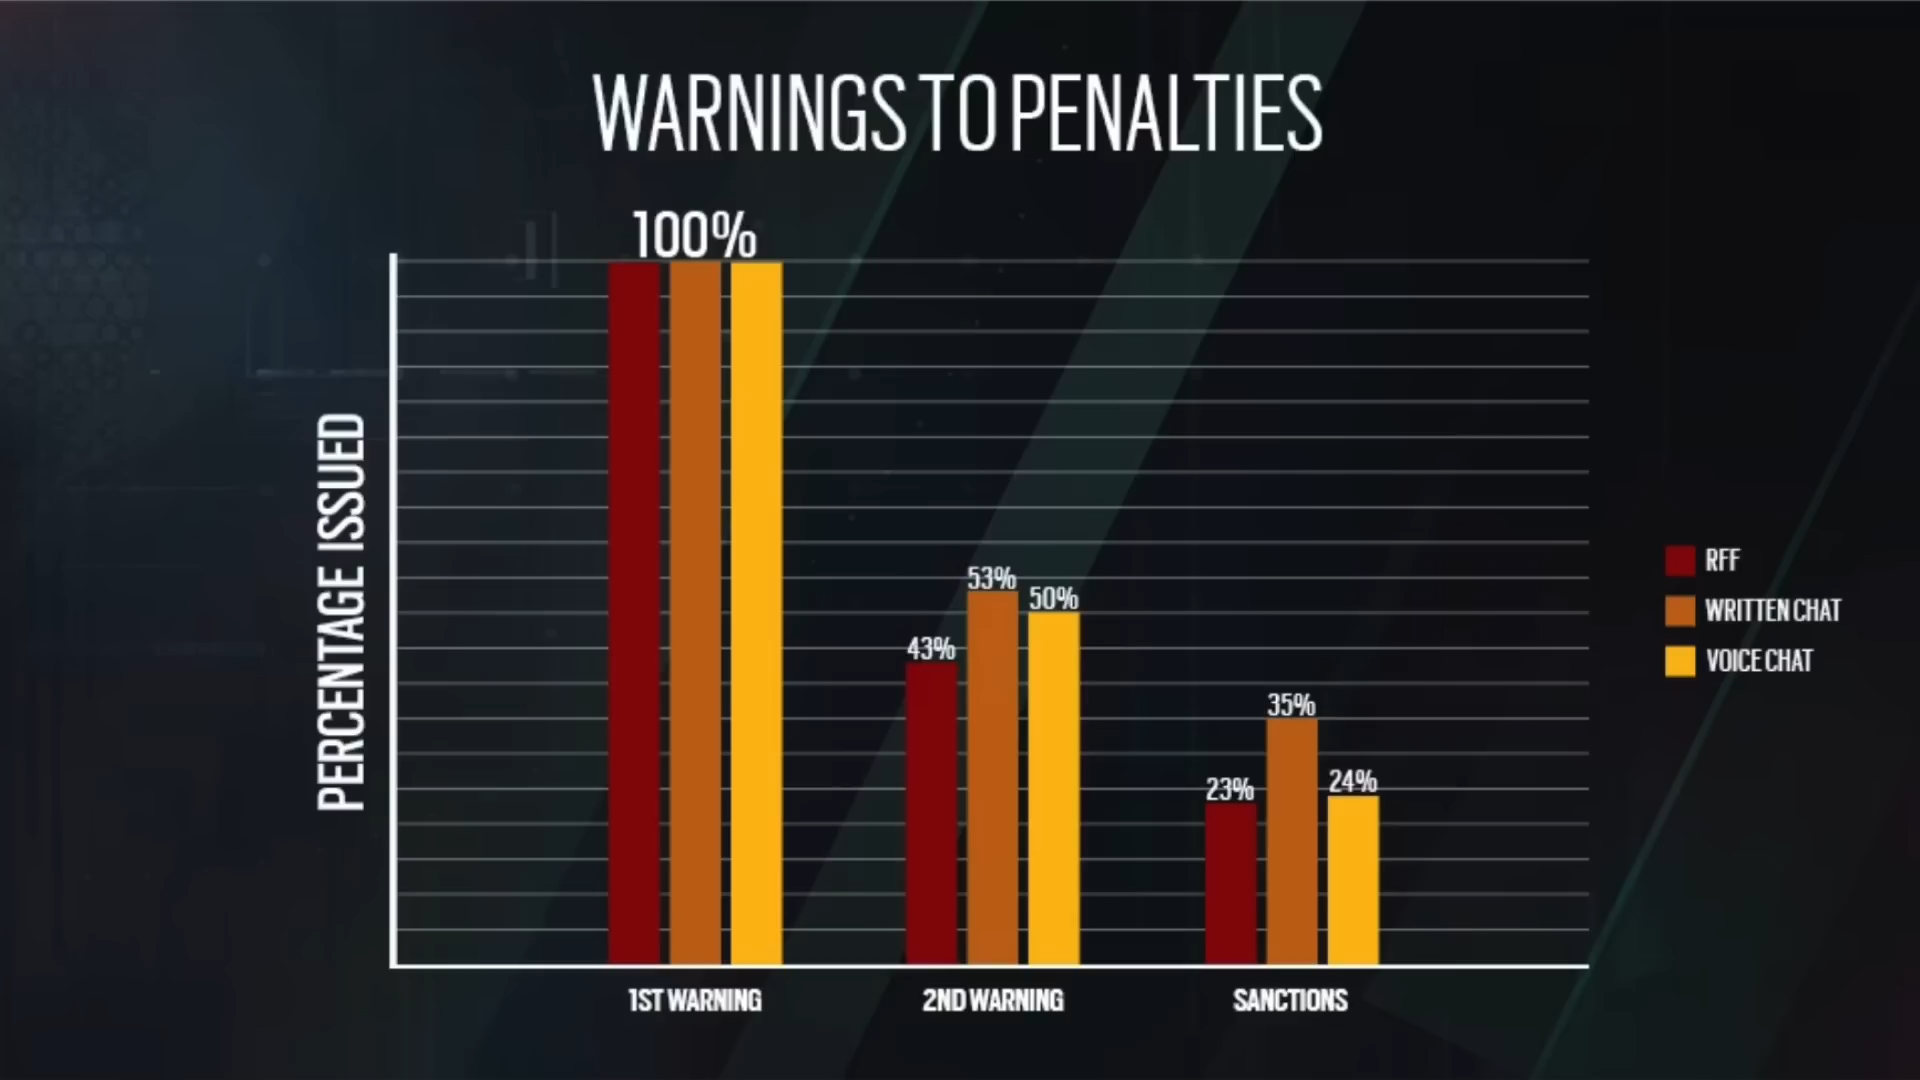 WARNINGS TO PENALTIES
100%
PERCENTAGE ISSUED
53%
50%
43%
35%
24%
23%
RFF
WRITTEN CHAT
VOICE CHAT
1ST WARNING
2ND WARNING
SANCTIONS